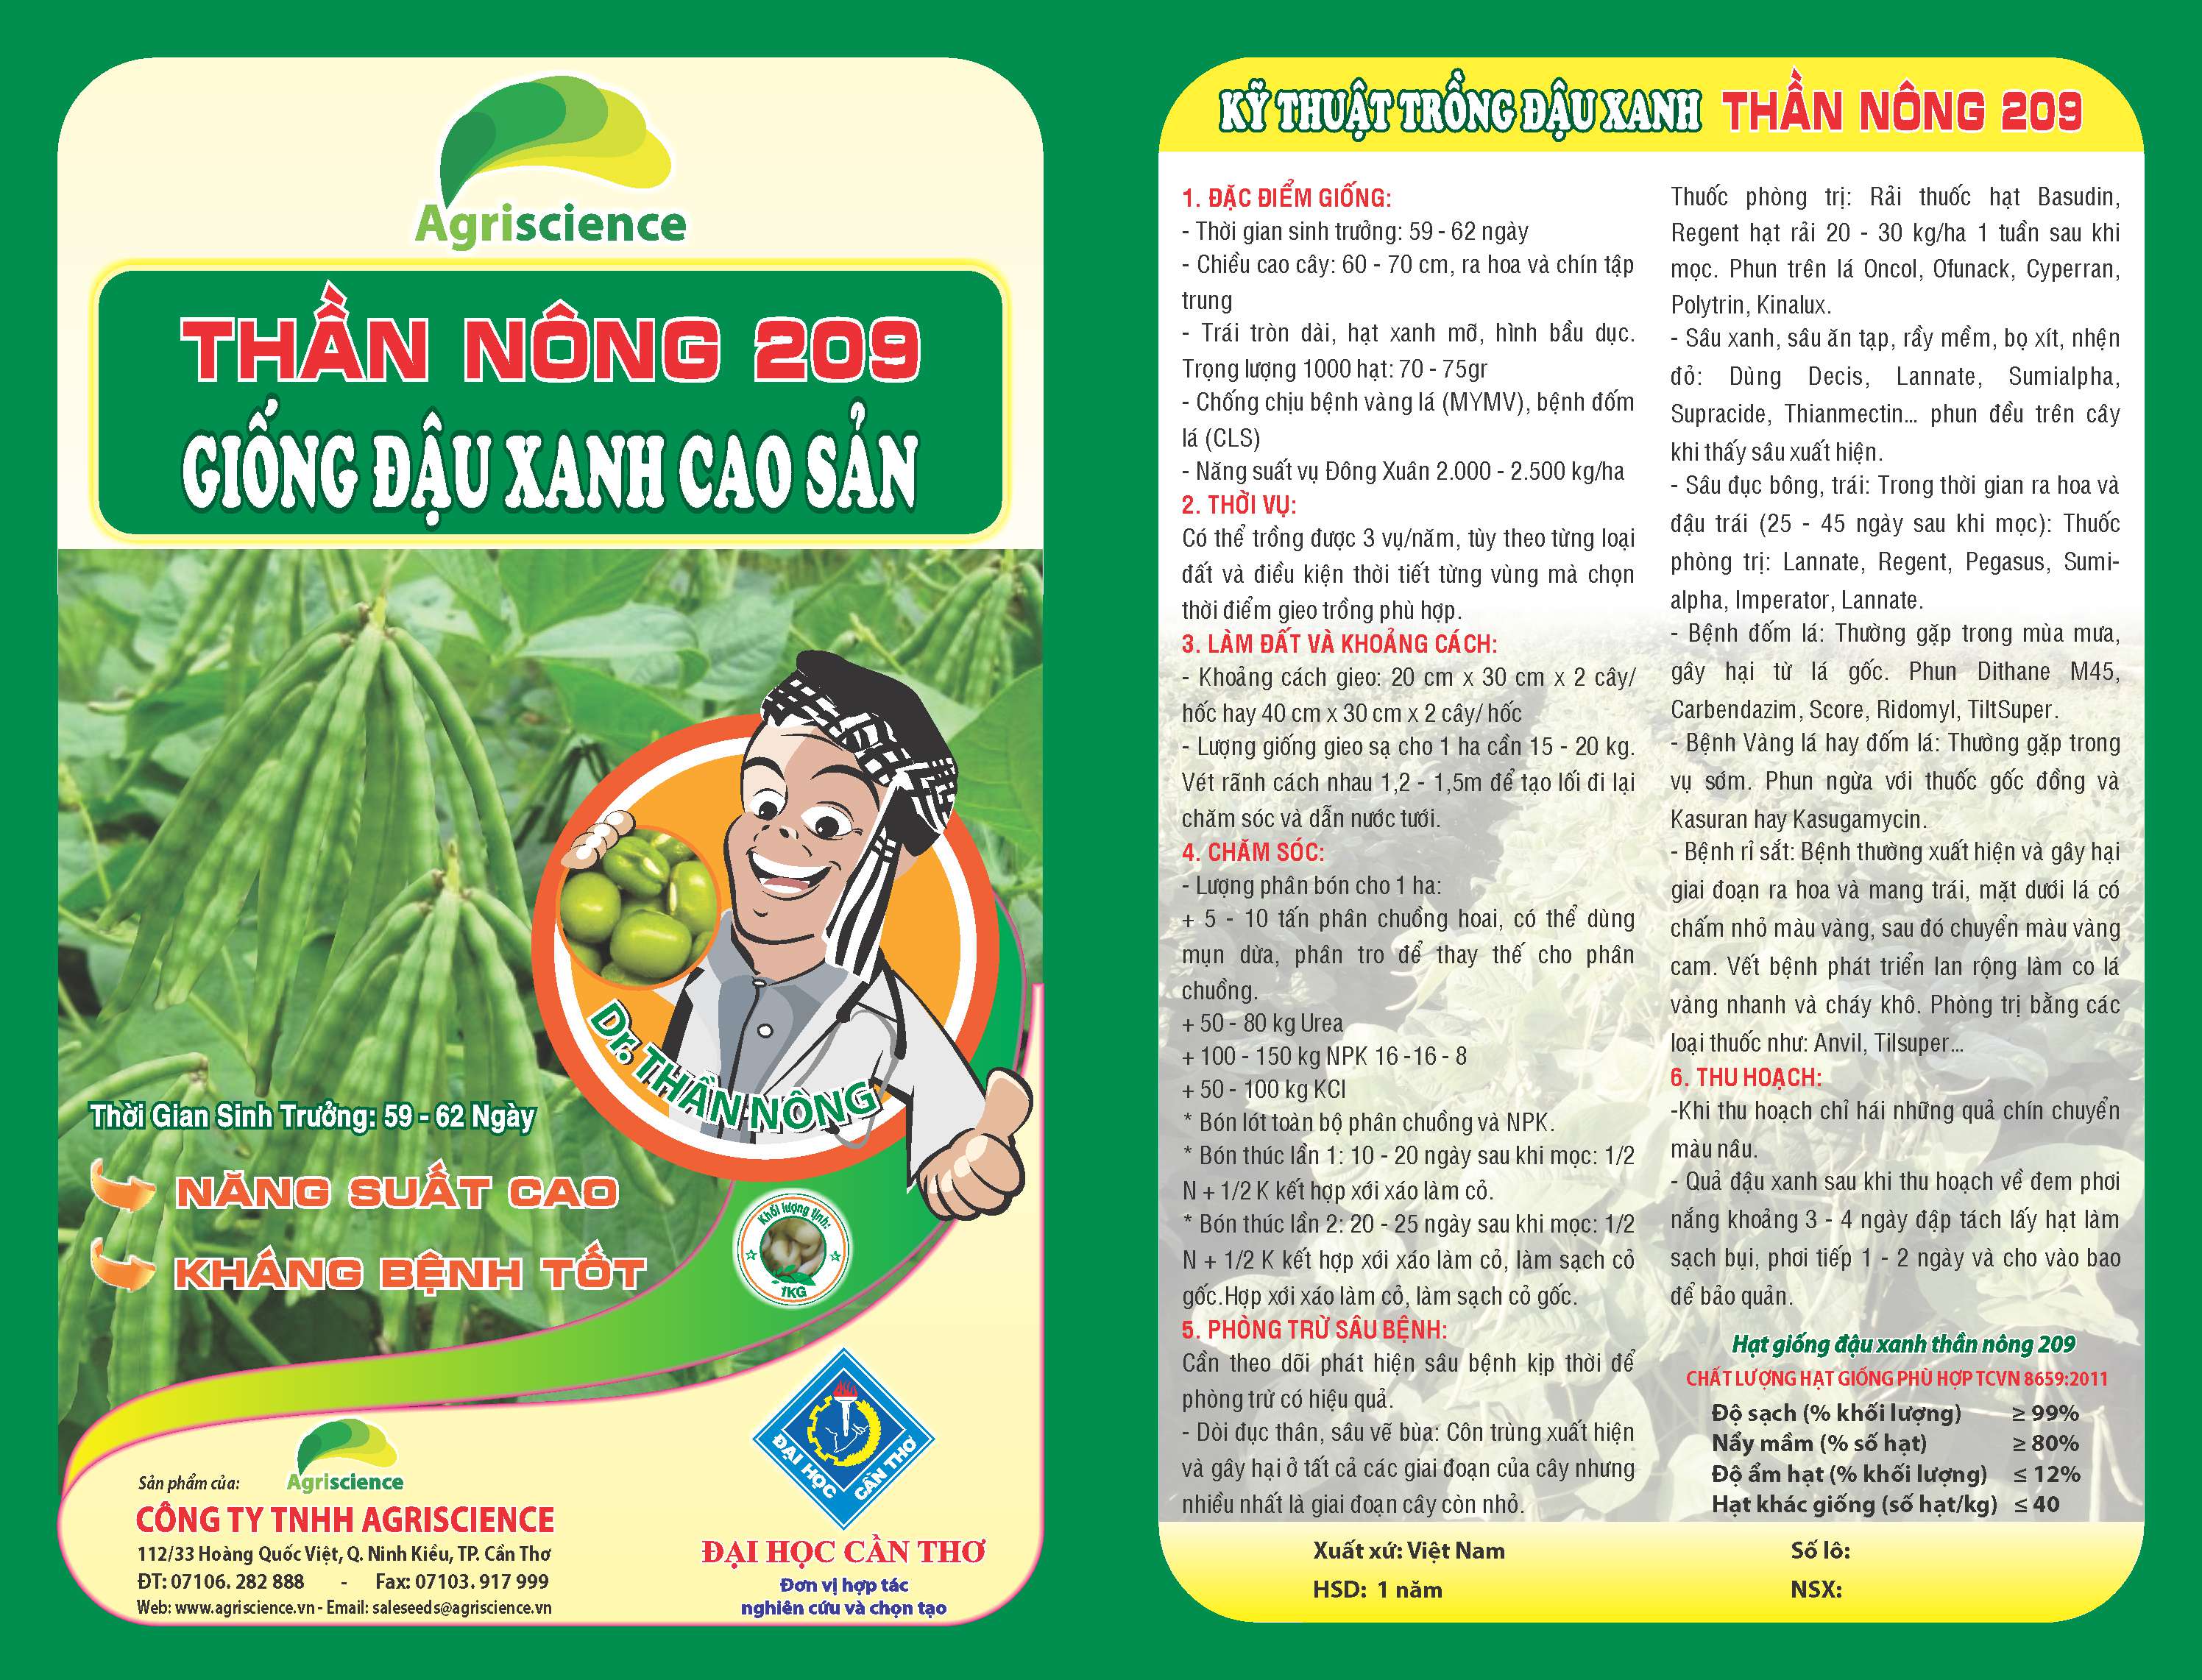 Agriscience
THẦN NÔNG 209
GIỐNG ĐẬU XANH CAO SẢN
Dr. THẦN NÔNG
Thời Gian Sinh Trưởng: 59 - 62 Ngày
NĂNG SUẤT CAO
KHÁNG BỆNH TỐT
Khối lượng tịnh:
1KG
Sản phẩm của:
Agriscience
CÔNG TY TNHH AGRISCIENCE
112/33 Hoàng Quốc Việt, Q. Ninh Kiều, TP. Cần Thơ
ĐT: 07106. 282 888 - Fax: 07103. 917 999
Web: www.agriscience.vn - Email: saleseeds@agriscience.vn
ĐẠI HỌC CẦN THƠ
ĐẠI HỌC CẦN THƠ
Đơn vị hợp tác
nghiên cứu và chọn tạo
KỸ THUẬT TRỒNG ĐẬU XANH THẦN NÔNG 209
1. ĐẶC ĐIỂM GIỐNG:
- Thời gian sinh trưởng: 59 - 62 ngày
- Chiều cao cây: 60 - 70 cm, ra hoa và chín tập
trung
- Trái tròn dài, hạt xanh mỡ, hình bầu dục.
Trọng lượng 1000 hạt: 70 - 75gr
- Chống chịu bệnh vàng lá (MYMV), bệnh đốm
lá (CLS)
- Năng suất vụ Đông Xuân 2.000 - 2.500 kg/ha
2. THỜI VỤ:
Có thể trồng được 3 vụ/năm, tùy theo từng loại
đất và điều kiện thời tiết từng vùng mà chọn
thời điểm gieo trồng phù hợp.
3. LÀM ĐẤT VÀ KHOẢNG CÁCH:
- Khoảng cách gieo: 20 cm x 30 cm x 2 cây/
hốc hay 40 cm x 30 cm x 2 cây/ hốc
- Lượng giống gieo sạ cho 1 ha cần 15 - 20 kg.
Vét rãnh cách nhau 1,2 - 1,5m để tạo lối đi lại
chăm sóc và dẫn nước tưới.
4. CHĂM SÓC:
- Lượng phân bón cho 1 ha:
+ 5 - 10 tấn phân chuồng hoai, có thể dùng
mụn dừa, phân tro để thay thế cho phân
chuồng.
+ 50 - 80 kg Urea
+ 100 - 150 kg NPK 16 -16 - 8
+ 50 - 100 kg KCl
* Bón lót toàn bộ phân chuồng và NPK.
* Bón thúc lần 1: 10 - 20 ngày sau khi mọc: 1/2
N + 1/2 K kết hợp xới xáo làm cỏ.
* Bón thúc lần 2: 20 - 25 ngày sau khi mọc: 1/2
N + 1/2 K kết hợp xới xáo làm cỏ, làm sạch cỏ
gốc.Hợp xới xáo làm cỏ, làm sạch cỏ gốc.
5. PHÒNG TRỪ SÂU BỆNH:
Cần theo dõi phát hiện sâu bệnh kịp thời để
phòng trừ có hiệu quả.
- Dòi đục thân, sâu vẽ bùa: Côn trùng xuất hiện
và gây hại ở tất cả các giai đoạn của cây nhưng
nhiều nhất là giai đoạn cây còn nhỏ.
Thuốc phòng trị: Rải thuốc hạt Basudin,
Regent hạt rải 20 - 30 kg/ha 1 tuần sau khi
mọc. Phun trên lá Oncol, Ofunack, Cyperran,
Polytrin, Kinalux.
- Sâu xanh, sâu ăn tạp, rầy mềm, bọ xít, nhện
đỏ: Dùng Decis, Lannate, Sumialpha,
Supracide, Thianmectin... phun đều trên cây
khi thấy sâu xuất hiện.
- Sâu đục bông, trái: Trong thời gian ra hoa và
đậu trái (25 - 45 ngày sau khi mọc): Thuốc
phòng trị: Lannate, Regent, Pegasus, Sumi-
alpha, Imperator, Lannate.
- Bệnh đốm lá: Thường gặp trong mùa mưa,
gây hại từ lá gốc. Phun Dithane M45,
Carbendazim, Score, Ridomyl, TiltSuper.
- Bệnh Vàng lá hay đốm lá: Thường gặp trong
vụ sớm. Phun ngừa với thuốc gốc đồng và
Kasuran hay Kasugamycin.
- Bệnh rỉ sắt: Bệnh thường xuất hiện và gây hại
giai đoạn ra hoa và mang trái, mặt dưới lá có
chấm nhỏ màu vàng, sau đó chuyển màu vàng
cam. Vết bệnh phát triển lan rộng làm co lá
vàng nhanh và cháy khô. Phòng trị bằng các
loại thuốc như: Anvil, Tilsuper...
6. THU HOẠCH:
-Khi thu hoạch chỉ hái những quả chín chuyển
màu nâu.
- Quả đậu xanh sau khi thu hoạch về đem phơi
nắng khoảng 3 - 4 ngày đập tách lấy hạt làm
sạch bụi, phơi tiếp 1 - 2 ngày và cho vào bao
để bảo quản.
Hạt giống đậu xanh thần nông 209
CHẤT LƯỢNG HẠT GIỐNG PHÙ HỢP TCVN 8659:2011
Độ sạch (% khối lượng) ≥ 99%
Nẩy mầm (% số hạt) ≥ 80%
Độ ẩm hạt (% khối lượng) ≤ 12%
Hạt khác giống (số hạt/kg) ≤ 40
Xuất xứ: Việt Nam
HSD: 1 năm
Số lô:
NSX: